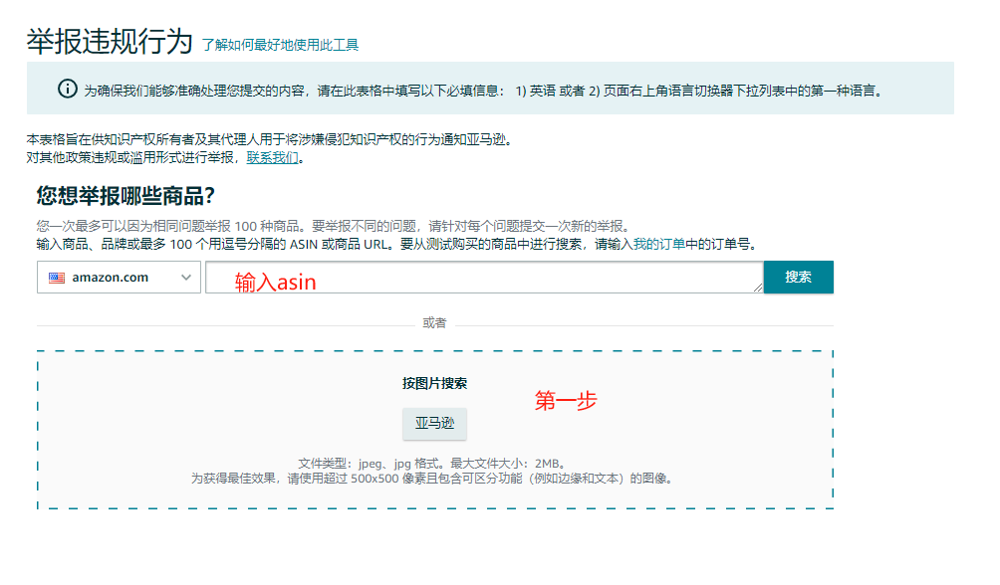 举报违规行为 了解如何最好地使用此工具
为确保我们能够准确处理您提交的内容，请在此表格中填写以下必填信息： 1) 英语 或者 2) 页面右上角语言切换器下拉列表中的第一种语言。
本表格旨在供知识产权所有者及其代理人用于将涉嫌侵犯知识产权的行为通知亚马逊。
对其他政策违规或滥用形式进行举报，联系我们。
您想举报哪些商品？
您一次最多可以因为相同问题举报 100 种商品。要举报不同的问题，请针对每个问题提交一次新的举报。
输入商品、品牌或最多 100 个用逗号分隔的 ASIN 或商品 URL。要从测试购买的商品中进行搜索，请输入我的订单中的订单号。
amazon.com 输入asin 搜索
或者
按图片搜索
第一步
亚马逊
文件类型：jpeg、jpg 格式。最大文件大小：2MB。
为获得最佳效果，请使用超过 500x500 像素且包含可区分功能（例如边缘和文本）的图像。